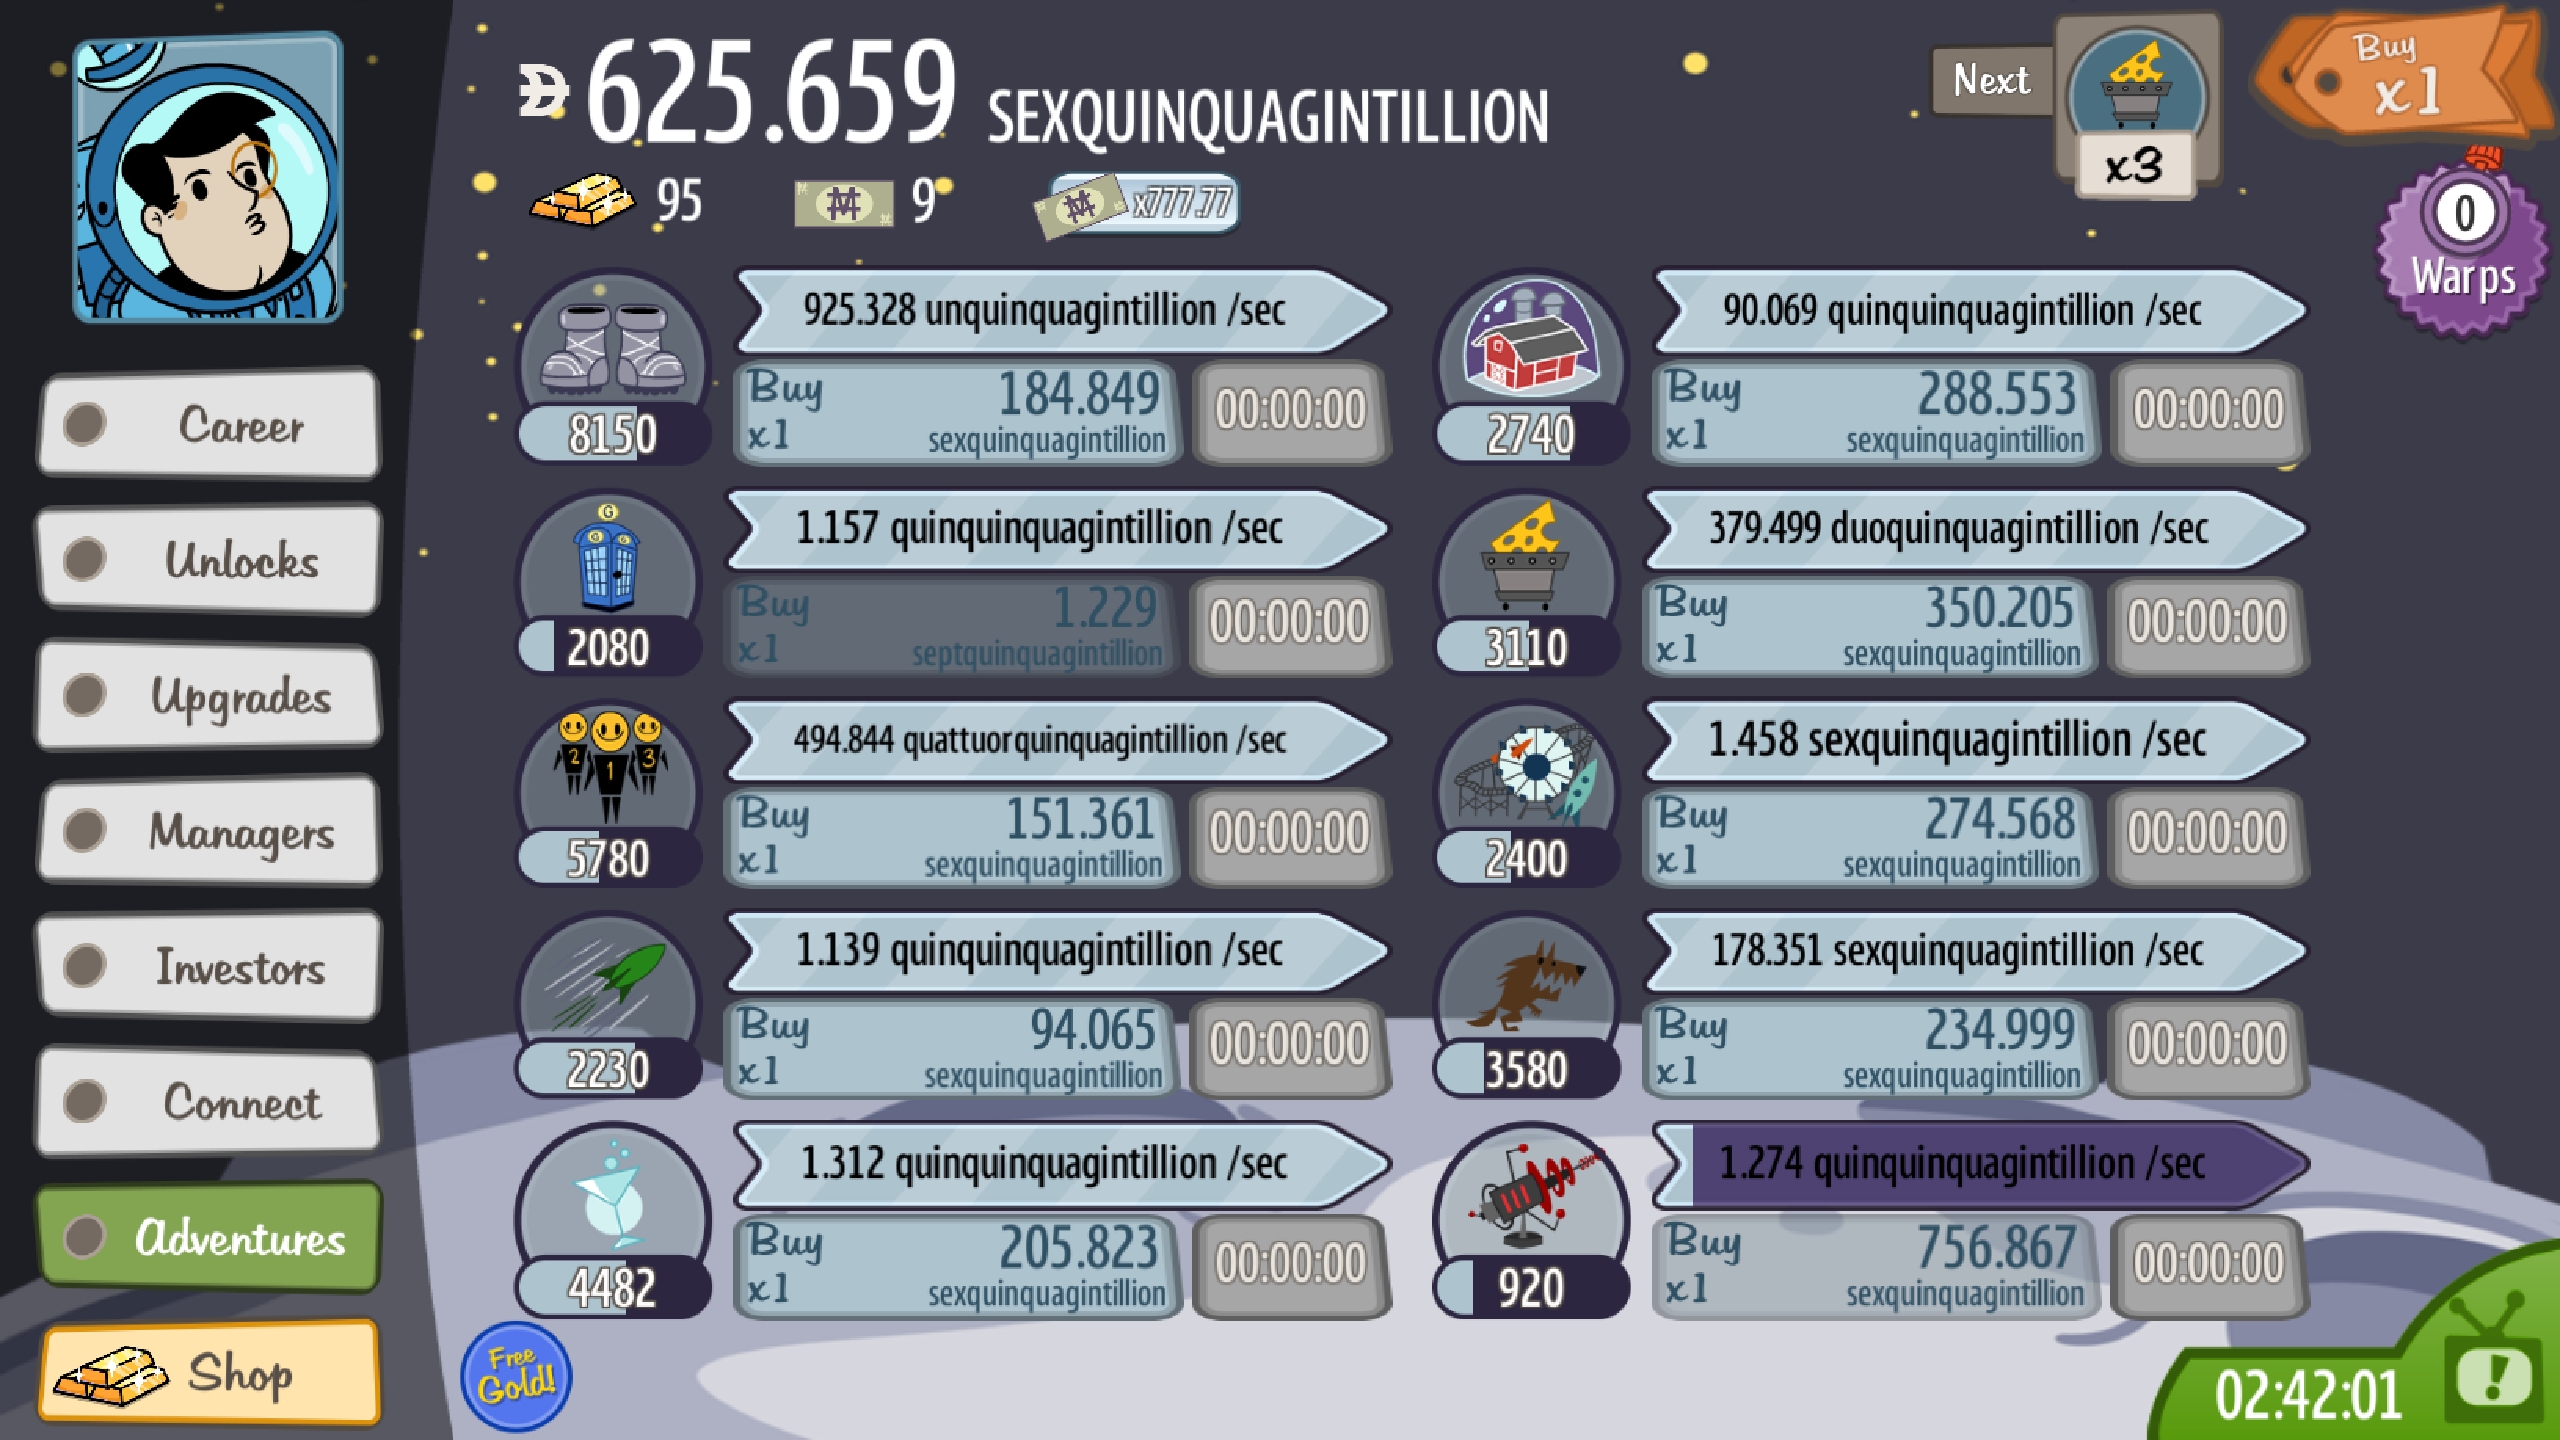 625.659 SEXQUINQUAGINTILLION
95
9
x777.77
Next
x3
Buy
x1
0
Warps
Career
Unlocks
Upgrades
Managers
Investors
Connect
Adventures
Shop
925.328 unquinquagintillion /sec
8150
Buy
x1
184.849
sexquinquagintillion
00:00:00
90.069 quinquinquagintillion /sec
2740
Buy
x1
288.553
sexquinquagintillion
00:00:00
G
G
G
1.157 quinquinquagintillion /sec
2080
Buy
x1
1.229
septquinquagintillion
00:00:00
379.499 duoquinquagintillion /sec
3110
Buy
x1
350.205
sexquinquagintillion
00:00:00
2
1
3
494.844 quattuorquinquagintillion /sec
5780
Buy
x1
151.361
sexquinquagintillion
00:00:00
1.458 sexquinquagintillion /sec
2400
Buy
x1
274.568
sexquinquagintillion
00:00:00
1.139 quinquinquagintillion /sec
2230
Buy
x1
94.065
sexquinquagintillion
00:00:00
178.351 sexquinquagintillion /sec
3580
Buy
x1
234.999
sexquinquagintillion
00:00:00
1.312 quinquinquagintillion /sec
4482
Buy
x1
205.823
sexquinquagintillion
00:00:00
1.274 quinquinquagintillion /sec
920
Buy
x1
756.867
sexquinquagintillion
00:00:00
Free
Gold!
02:42:01
!